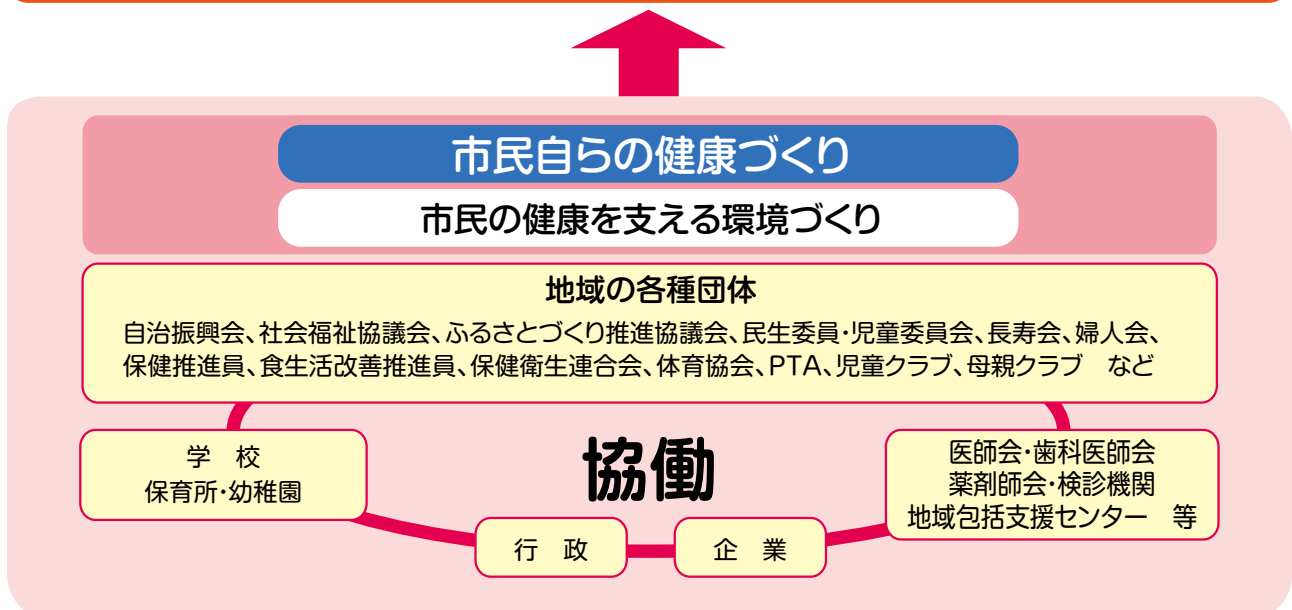 市民自らの健康づくり
市民の健康を支える環境づくり
地域の各種団体
自治振興会、社会福祉協議会、ふるさとづくり推進協議会、民生委員・児童委員会、長寿会、婦人会、
保健推進員、食生活改善推進員、保健衛生連合会、体育協会、PTA、児童クラブ、母親クラブ　など
協働
学　校
保育所・幼稚園
医師会・歯科医師会
薬剤師会・検診機関
地域包括支援センター　等
行　政
企　業